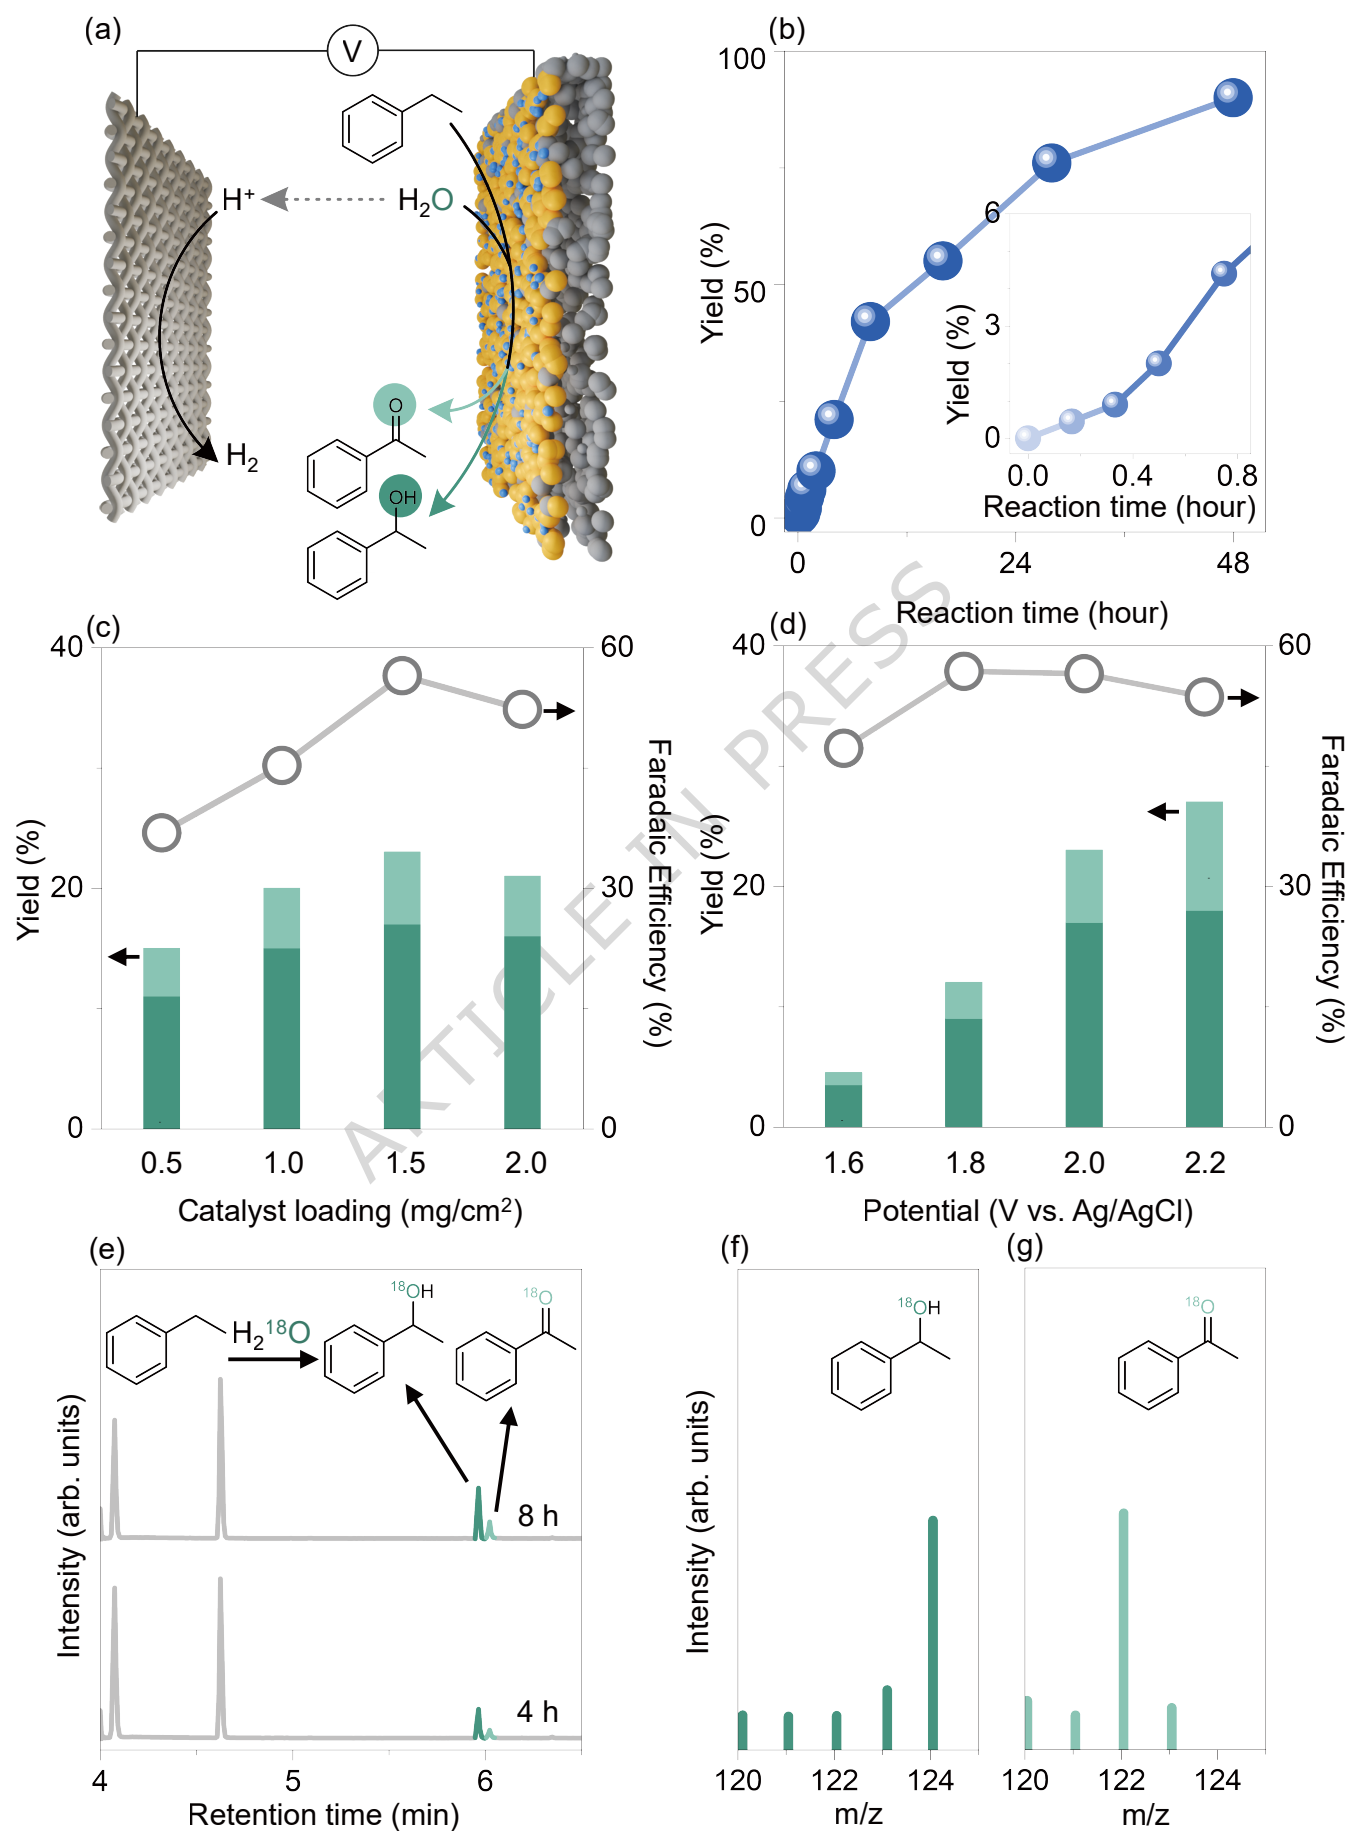 (a)
V
H+
H2O
H2
O
OH
(b)
100
50
0
Yield (%)
0 24 48
Reaction time (hour)
6
3
0
Yield (%)
0.0 0.4 0.8
Reaction time (hour)
(c)
40
20
0
Yield (%)
60
30
0
Faradaic Efficiency (%)
0.5 1.0 1.5 2.0
Catalyst loading (mg/cm2)
(d)
40
20
0
Yield (%)
60
30
0
Faradaic Efficiency (%)
1.6 1.8 2.0 2.2
Potential (V vs. Ag/AgCl)
ARTICLE IN PRESS
(e)
H218O
18OH
18O
8 h
4 h
Intensity (arb. units)
4 5 6
Retention time (min)
(f)
18OH
Intensity (arb. units)
120 122 124
m/z
(g)
18O
120 122 124
m/z